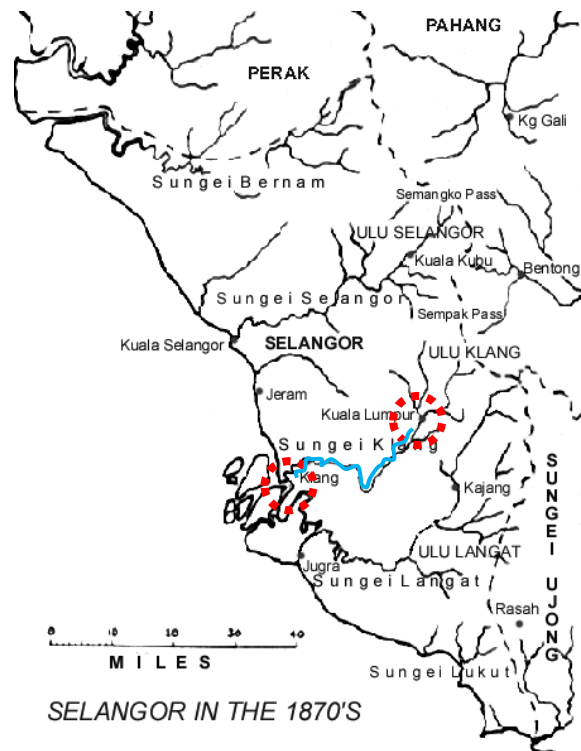 PAHANG
PERAK
Kg Gali
Sungei Bernam
Semangko Pass
ULU SELANGOR
Kuala Kubu
Bentong
Sungei Selangor
Sempak Pass
Kuala Selangor
SELANGOR
ULU KLANG
Jeram
Kuala Lumpur
Sungei Klang
Klang
Kajang
SUNGEI UJONG
ULU LANGAT
Jugra
Sungei Langat
Rasah
0 10 30 40
MILES
Sungei Lukut
SELANGOR IN THE 1870'S